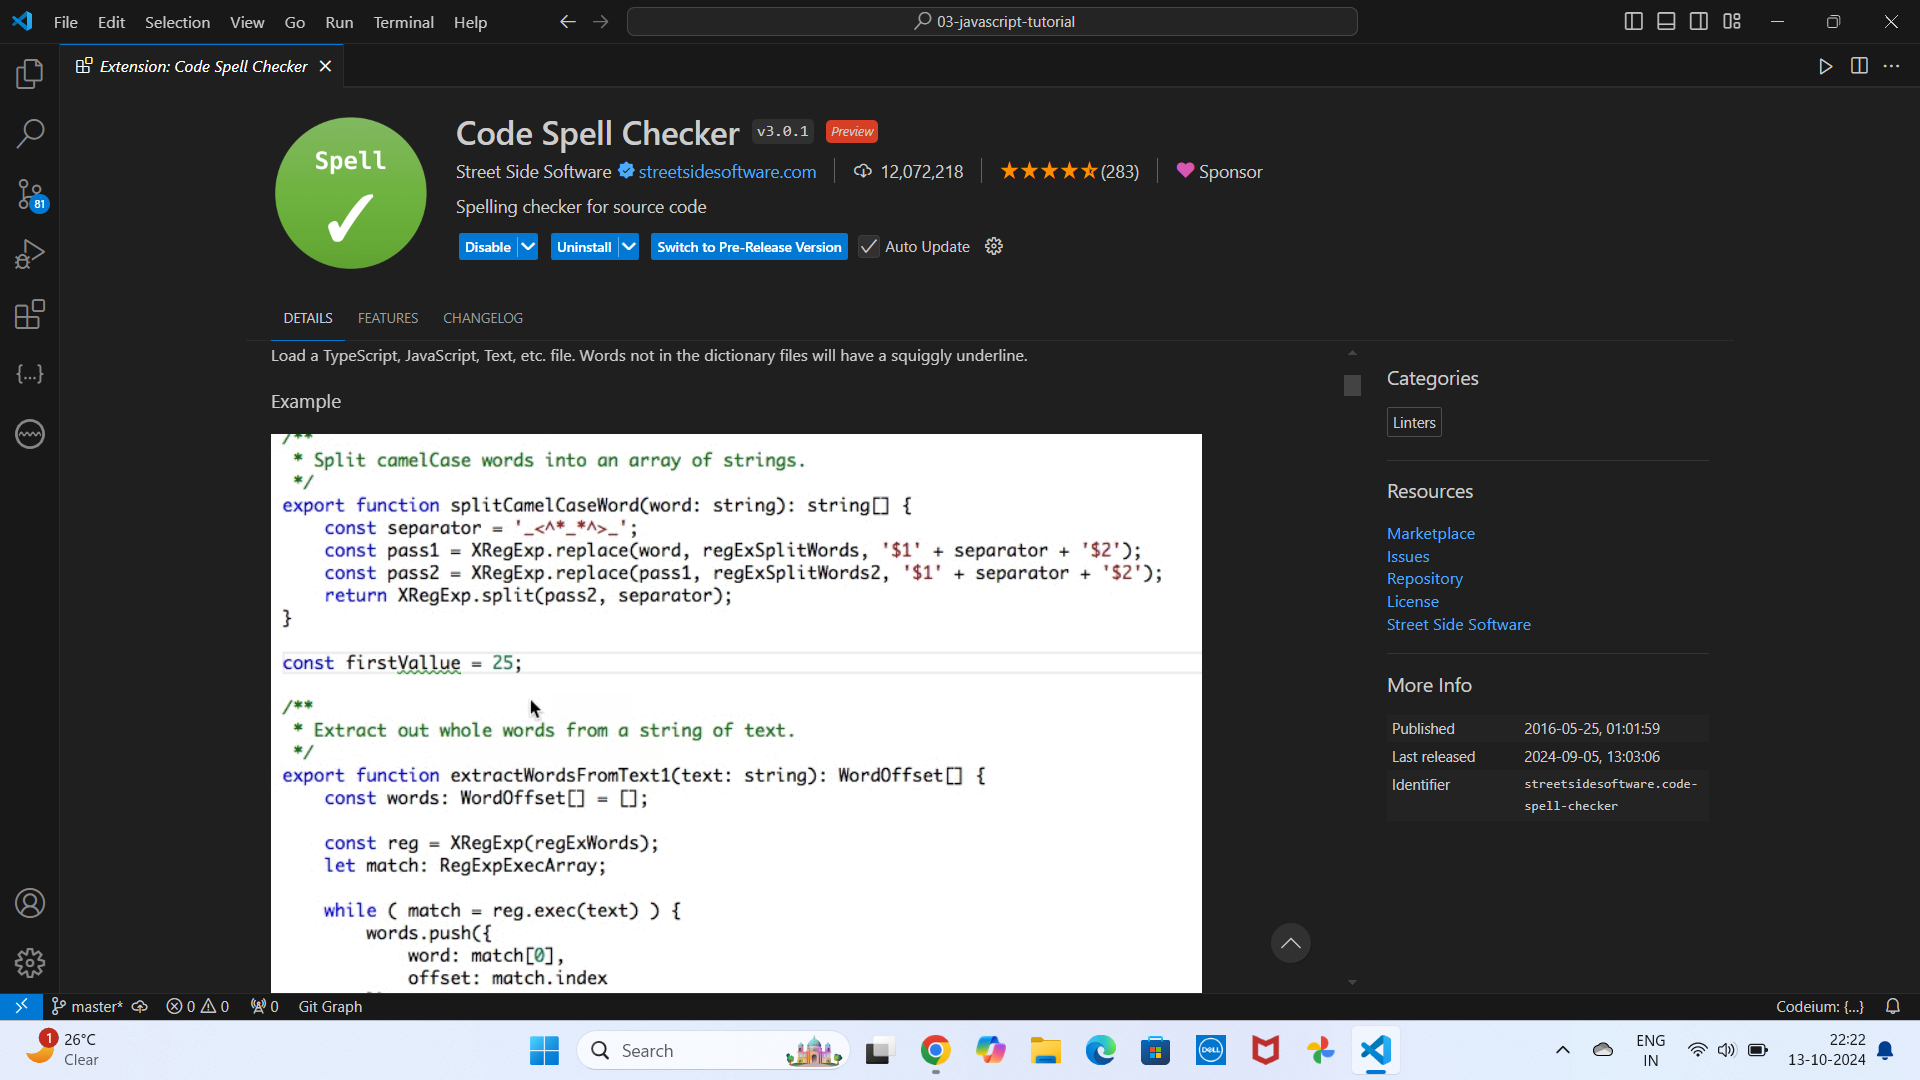 File Edit Selection View Go Run Terminal Help
03-javascript-tutorial
Extension: Code Spell Checker
81
Spell
Code Spell Checker v3.0.1 Preview
Street Side Software streetsidesoftware.com 12,072,218 (283) Sponsor
Spelling checker for source code
Disable Uninstall Switch to Pre-Release Version Auto Update
DETAILS FEATURES CHANGELOG
Load a TypeScript, JavaScript, Text, etc. file. Words not in the dictionary files will have a squiggly underline.
Example
/**
* Split camelCase words into an array of strings.
*/
export function splitCamelCaseWord(word: string): string[] {
const separator = '_<^*_*^>_';
const pass1 = XRegExp.replace(word, regExSplitWords, '$1' + separator + '$2');
const pass2 = XRegExp.replace(pass1, regExSplitWords2, '$1' + separator + '$2');
return XRegExp.split(pass2, separator);
}
const firstVallue = 25;
/**
* Extract out whole words from a string of text.
*/
export function extractWordsFromText1(text: string): WordOffset[] {
const words: WordOffset[] = [];
const reg = XRegExp(regExWords);
let match: RegExpExecArray;
while ( match = reg.exec(text) ) {
words.push({
word: match[0],
offset: match.index
Categories
Linters
Resources
Marketplace
Issues
Repository
License
Street Side Software
More Info
Published 2016-05-25, 01:01:59
Last released 2024-09-05, 13:03:06
Identifier streetsidesoftware.code-
spell-checker
master* 0 0 0 Git Graph Codeium: {...}
1 26°C
Clear
Search
DELL
ENG
IN
22:22
13-10-2024